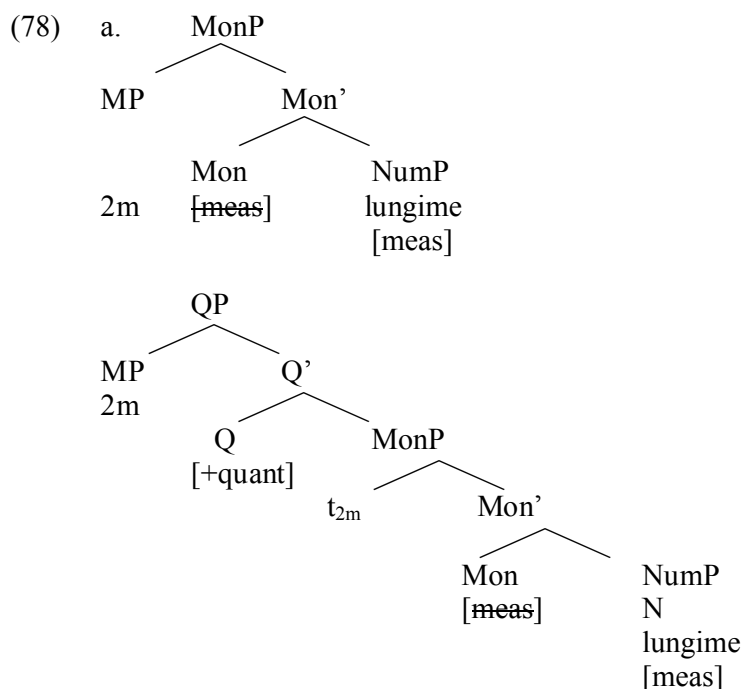 (78) a. MonP
MP Mon’
Mon NumP
2m [meas] lungime
[meas]
QP
MP Q’
2m
Q MonP
[+quant]
t2m Mon’
Mon NumP
[meas] N
lungime
[meas]